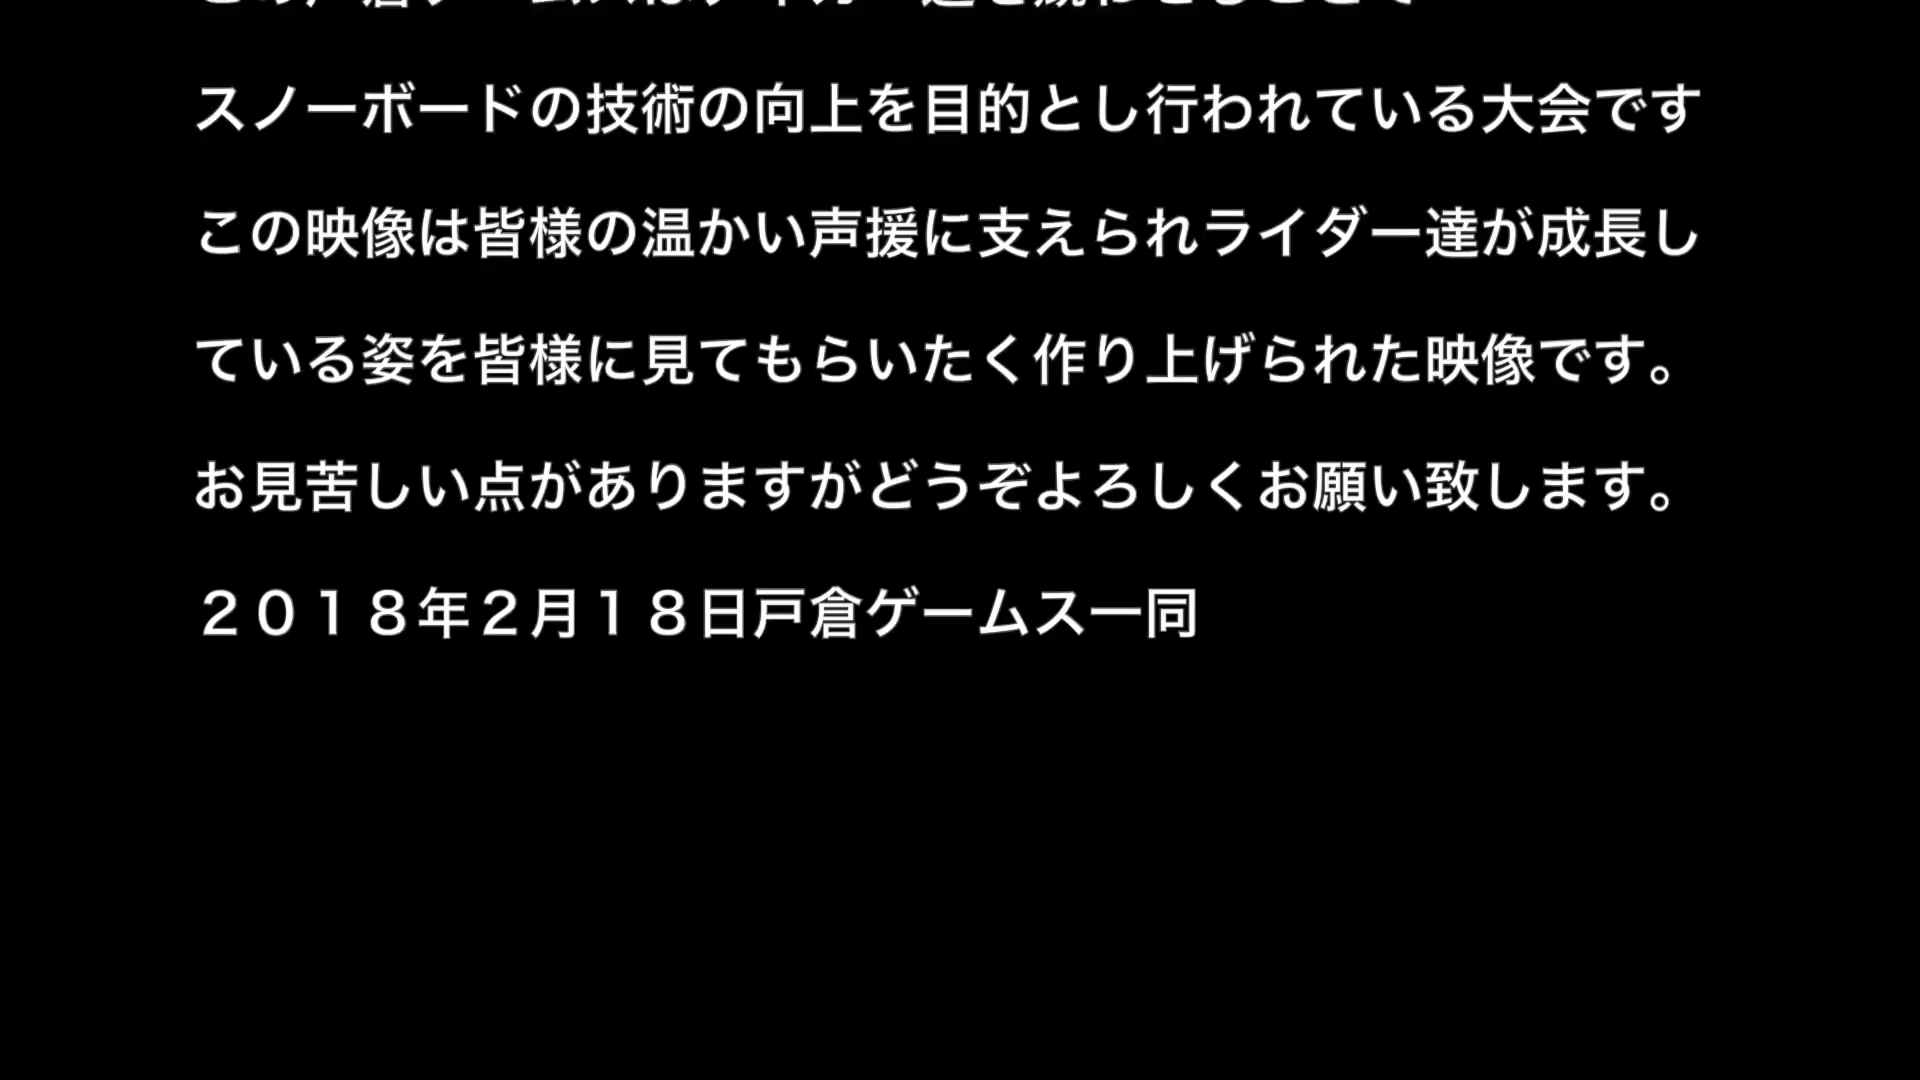 スノーボードの技術の向上を目的とし行われている大会です
この映像は皆様の温かい声援に支えられライダー達が成長し
ている姿を皆様に見てもらいたく作り上げられた映像です。
お見苦しい点がありますがどうぞよろしくお願い致します。
２０１８年２月１８日戸倉ゲームス一同